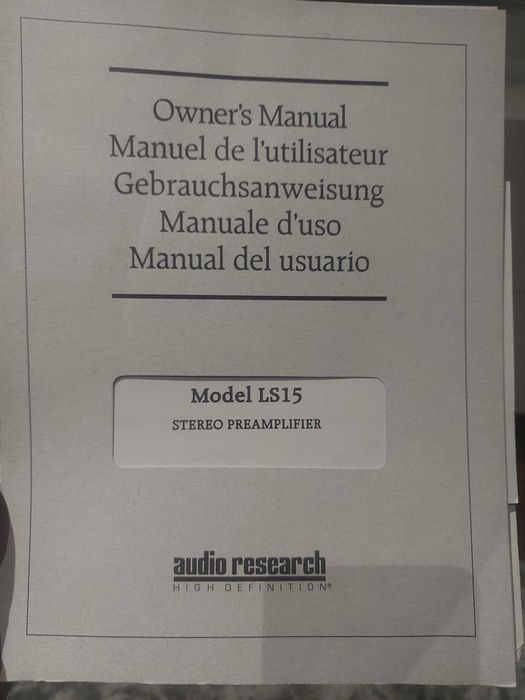 Owner's Manual
Manuel de l'utilisateur
Gebrauchsanweisung
Manuale d'uso
Manual del usuario
Model LS15
STEREO PREAMPLIFIER
audio research
HIGH DEFINITION®